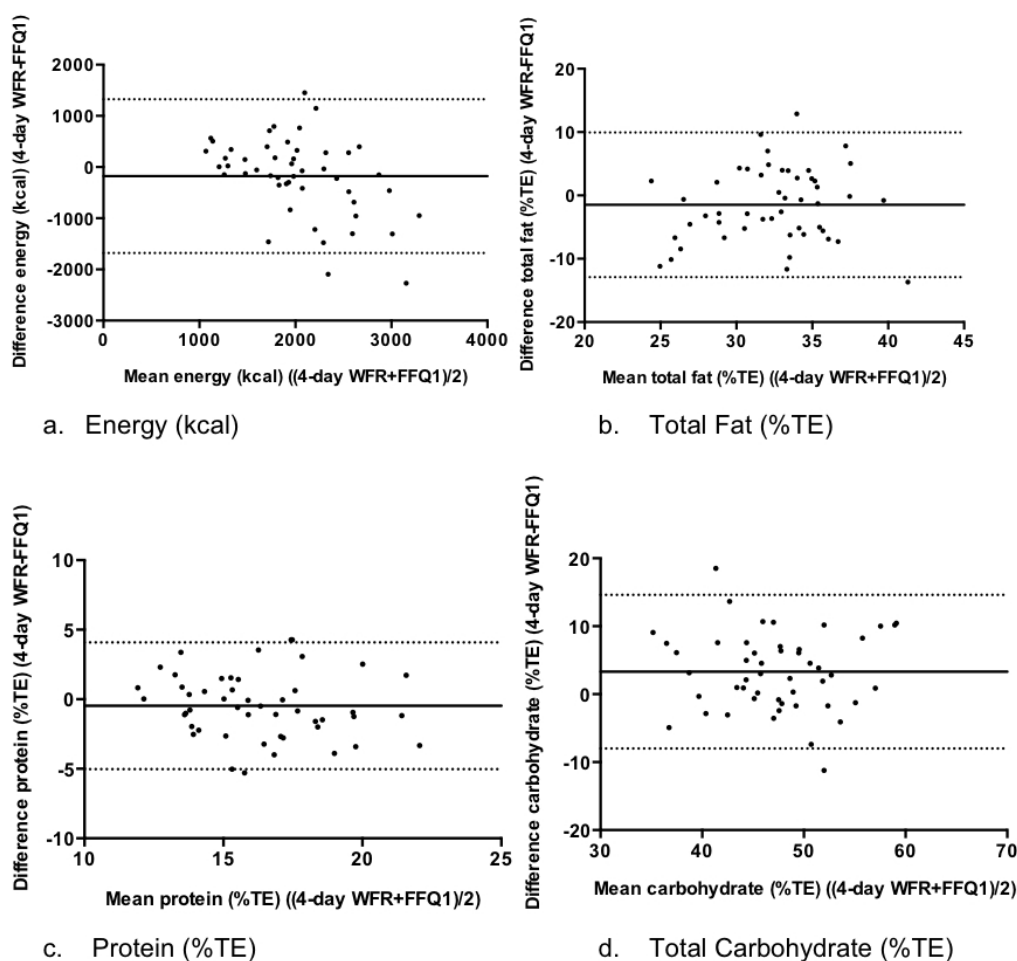 Difference energy (kcal) (4-day WFR-FFQ1)
2000
1000
0
-1000
-2000
-3000
0 1000 2000 3000 4000
Mean energy (kcal) ((4-day WFR+FFQ1)/2)
a. Energy (kcal)
Difference total fat (%TE) (4-day WFR-FFQ1)
20
10
0
-10
-20
20 25 30 35 40 45
Mean total fat (%TE) ((4-day WFR+FFQ1)/2)
b. Total Fat (%TE)
Difference protein (%TE) (4-day WFR-FFQ1)
10
5
0
-5
-10
10 15 20 25
Mean protein (%TE) ((4-day WFR+FFQ1)/2)
c. Protein (%TE)
Difference carbohydrate (%TE) (4-day WFR-FFQ1)
20
10
0
-10
-20
30 40 50 60 70
Mean carbohydrate (%TE) ((4-day WFR+FFQ1)/2)
d. Total Carbohydrate (%TE)